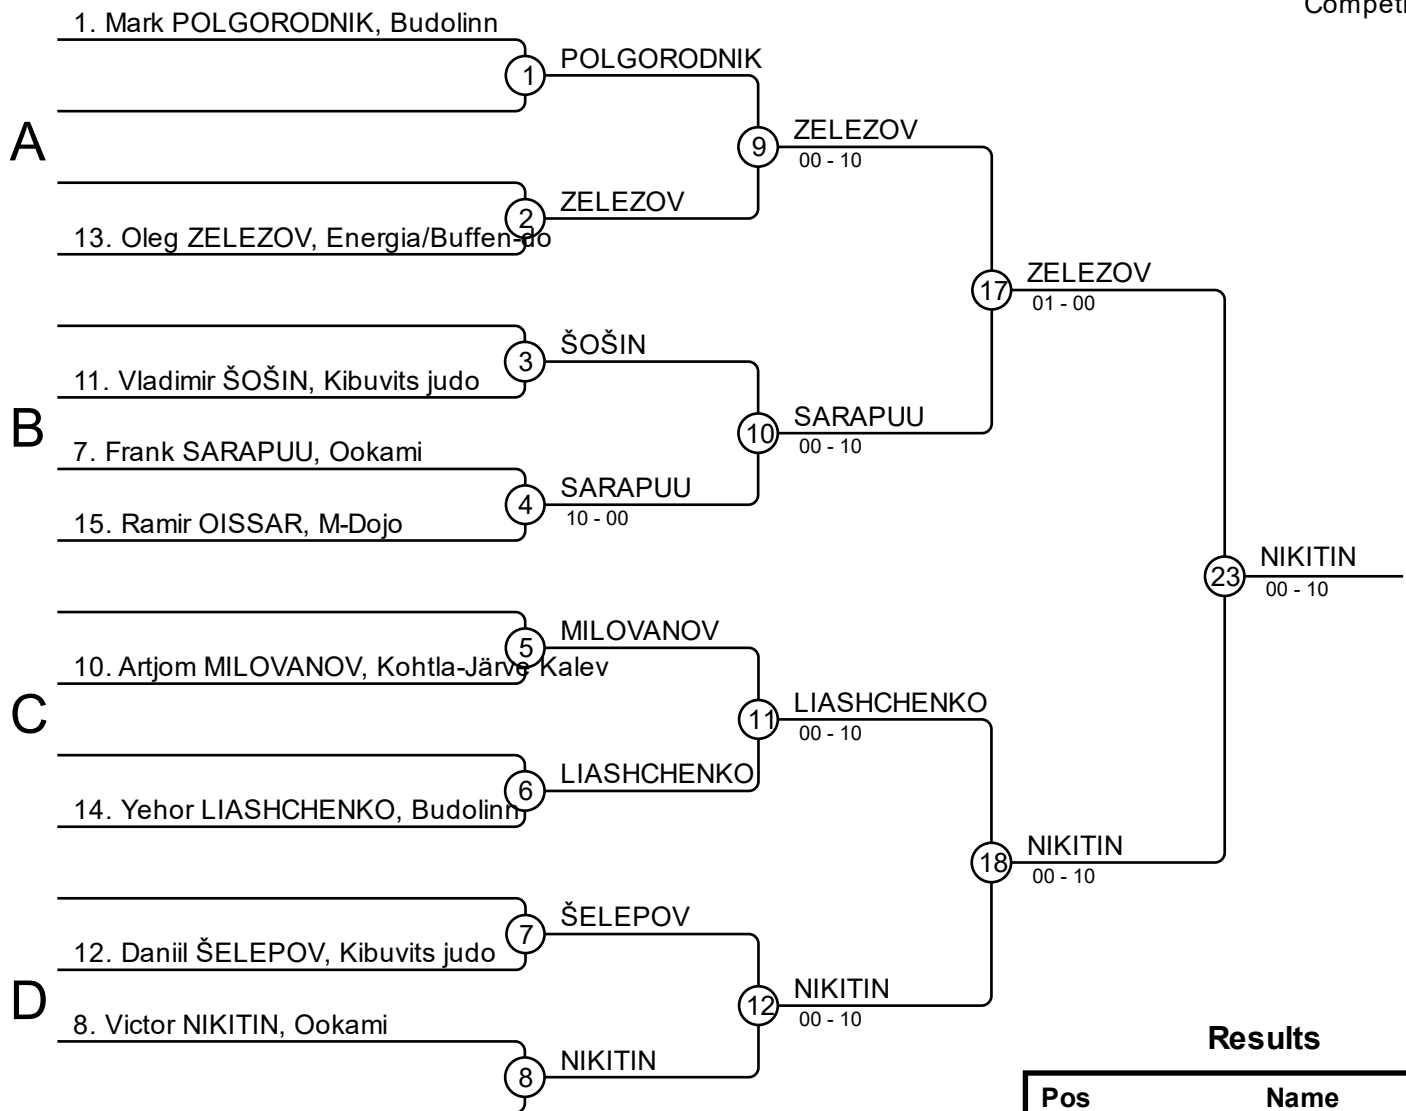 Competi
1. Mark POLGORODNIK, Budolinn
1
POLGORODNIK
A
9
ZELEZOV
00 - 10
2
ZELEZOV
13. Oleg ZELEZOV, Energia/Buffen-do
17
ZELEZOV
01 - 00
3
ŠOŠIN
11. Vladimir ŠOŠIN, Kibuvits judo
B
10
SARAPUU
00 - 10
7. Frank SARAPUU, Ookami
4
SARAPUU
10 - 00
15. Ramir OISSAR, M-Dojo
23
NIKITIN
00 - 10
5
MILOVANOV
10. Artjom MILOVANOV, Kohtla-Järve Kalev
C
11
LIASHCHENKO
00 - 10
6
LIASHCHENKO
14. Yehor LIASHCHENKO, Budolinn
18
NIKITIN
00 - 10
7
ŠELEPOV
12. Daniil ŠELEPOV, Kibuvits judo
D
12
NIKITIN
00 - 10
8. Victor NIKITIN, Ookami
8
NIKITIN
Results
Pos Name